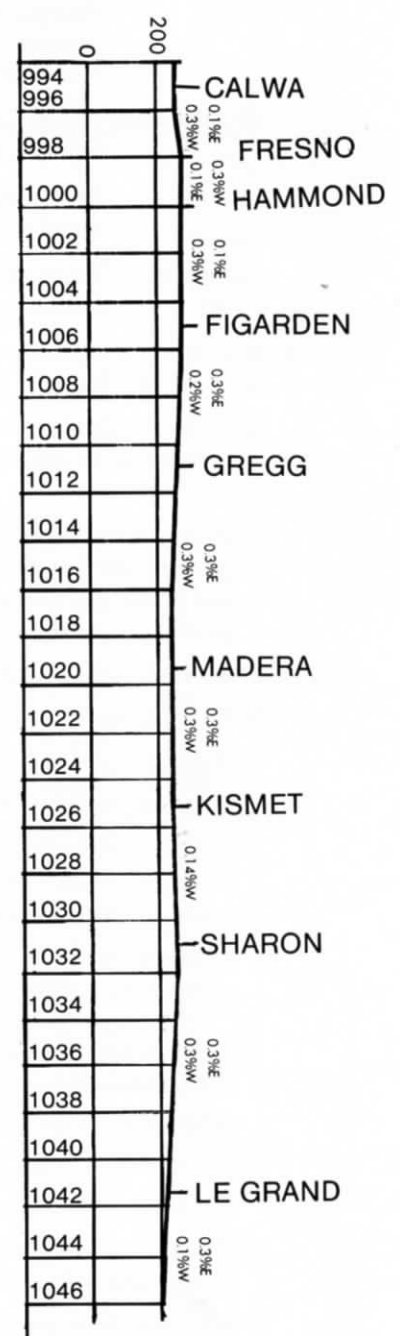 0
200
994
CALWA
996
0.1%E
0.3%W
998
FRESNO
0.3%W
0.1%E
1000
HAMMOND
1002
0.1%E
0.3%W
1004
1006
FIGARDEN
1008
0.3%E
0.2%W
1010
1012
GREGG
1014
1016
0.3%E
0.3%W
1018
1020
MADERA
1022
0.3%E
0.3%W
1024
1026
KISMET
1028
0.14%W
1030
1032
SHARON
1034
1036
0.3%E
0.3%W
1038
1040
1042
LE GRAND
1044
0.3%E
0.1%W
1046